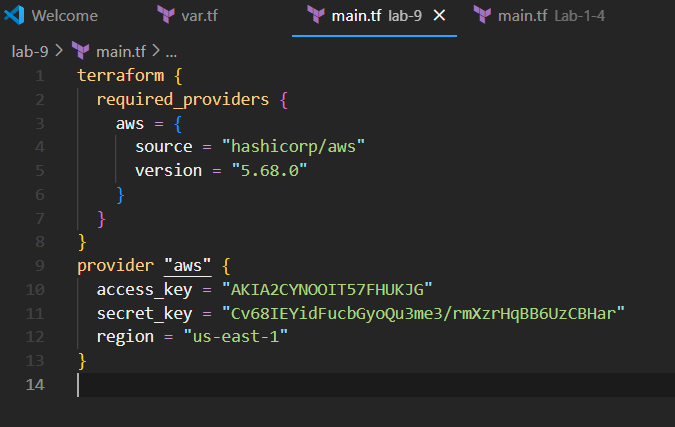 Welcome var.tf main.tf lab-9 main.tf Lab-1-4
lab-9 > main.tf > ...
1 terraform {
2 required_providers {
3 aws = {
4 source = "hashicorp/aws"
5 version = "5.68.0"
6 }
7 }
8 }
9 provider "aws" {
10 access_key = "AKIA2CYNOOIT57FHUKJG"
11 secret_key = "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"
12 region = "us-east-1"
13 }
14